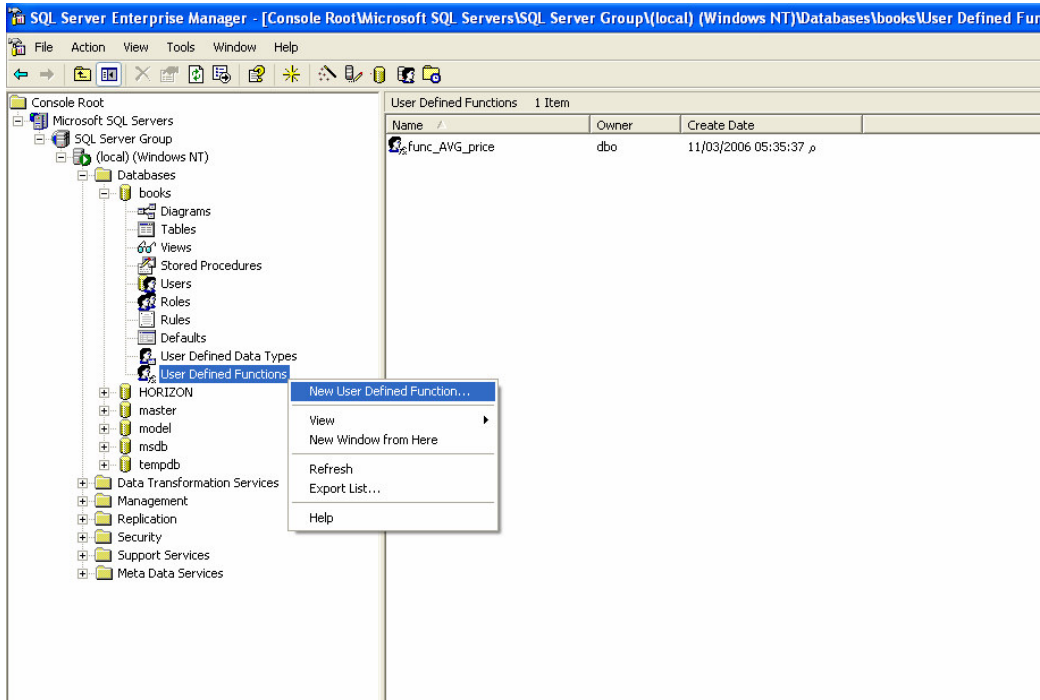 SQL Server Enterprise Manager - [Console Root\Microsoft SQL Servers\SQL Server Group\(local) (Windows NT)\Databases\books\User Defined Fur
File Action View Tools Window Help
Console Root
Microsoft SQL Servers
SQL Server Group
(local) (Windows NT)
Databases
books
Diagrams
Tables
Views
Stored Procedures
Users
Roles
Rules
Defaults
User Defined Data Types
User Defined Functions
HORIZON
master
model
msdb
tempdb
Data Transformation Services
Management
Replication
Security
Support Services
Meta Data Services
New User Defined Function...
View
New Window from Here
Refresh
Export List...
Help
User Defined Functions 1 Item
Name Owner Create Date
func_AVG_price dbo 11/03/2006 05:35:37 م